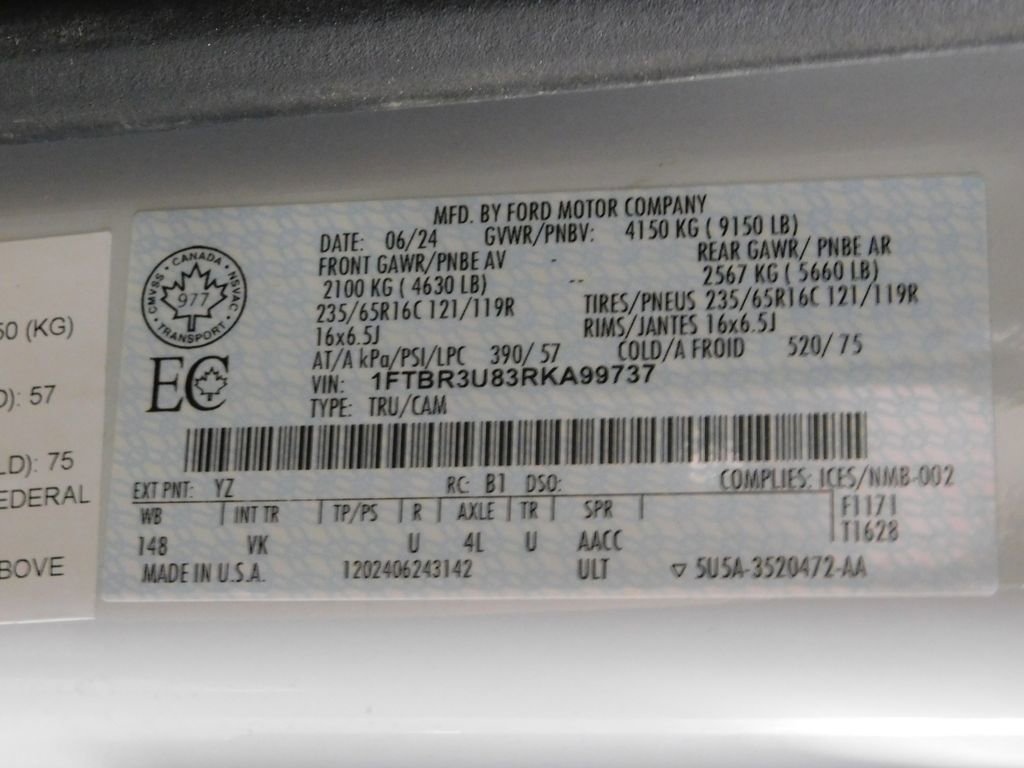 MFD. BY FORD MOTOR COMPANY
DATE: 06/24 GVWR/PNBV: 4150 KG ( 9150 LB)
FRONT GAWR/PNBE AV REAR GAWR/ PNBE AR
2100 KG ( 4630 LB) 2567 KG ( 5660 LB)
235/65R16C 121/119R TIRES/PNEUS 235/65R16C 121/119R
16x6.5J RIMS/JANTES 16x6.5J
AT/A kPa/PSI/LPC 390/ 57 COLD/A FROID 520/ 75
VIN: 1FTBR3U83RKA99737
TYPE: TRU/CAM
CANADA
CMVSS NSVAC
977
TRANSPORT
EC
EXT PNT: YZ RC: B1 DSO: COMPLIES: ICES/NMB-002
WB INT TR TP/PS R AXLE TR SPR F1171
148 VK U 4L U AACC T1628
MADE IN U.S.A. 1202406243142 ULT ▽ 5U5A-3520472-AA
50 (KG)
D): 57
LD): 75
EDERAL
BOVE